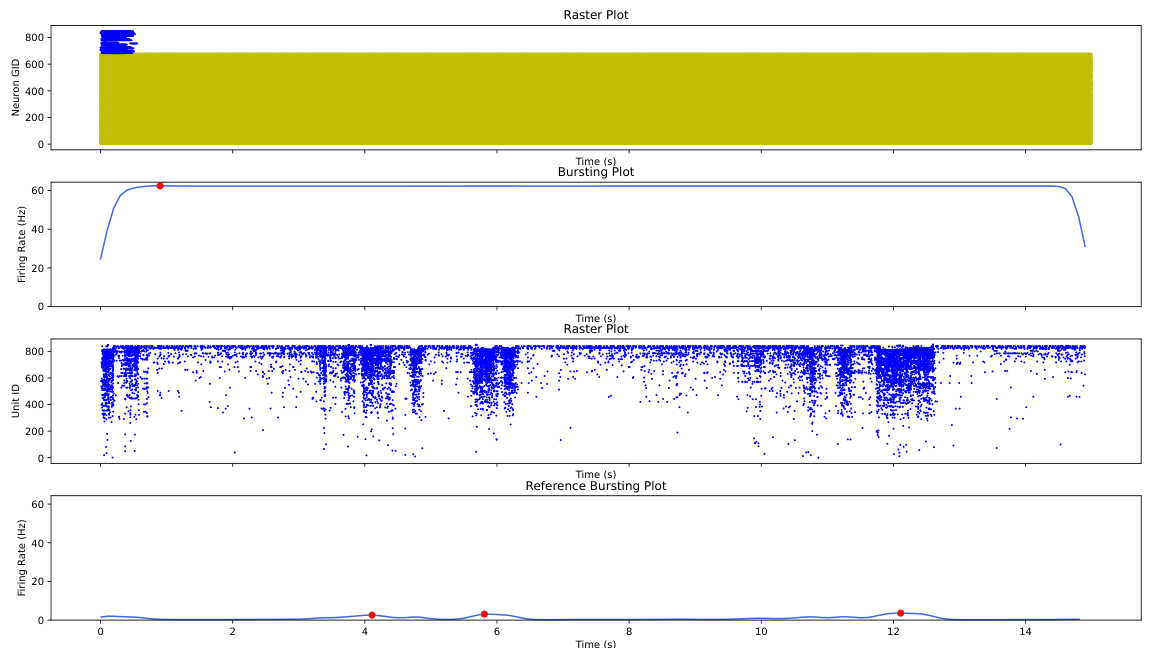 Raster Plot
Neuron GID
800
600
400
200
0
Time (s)
Bursting Plot
Firing Rate (Hz)
60
40
20
0
Time (s)
Raster Plot
Unit ID
800
600
400
200
0
Time (s)
Reference Bursting Plot
Firing Rate (Hz)
60
40
20
0
0 2 4 6 8 10 12 14
Time (s)